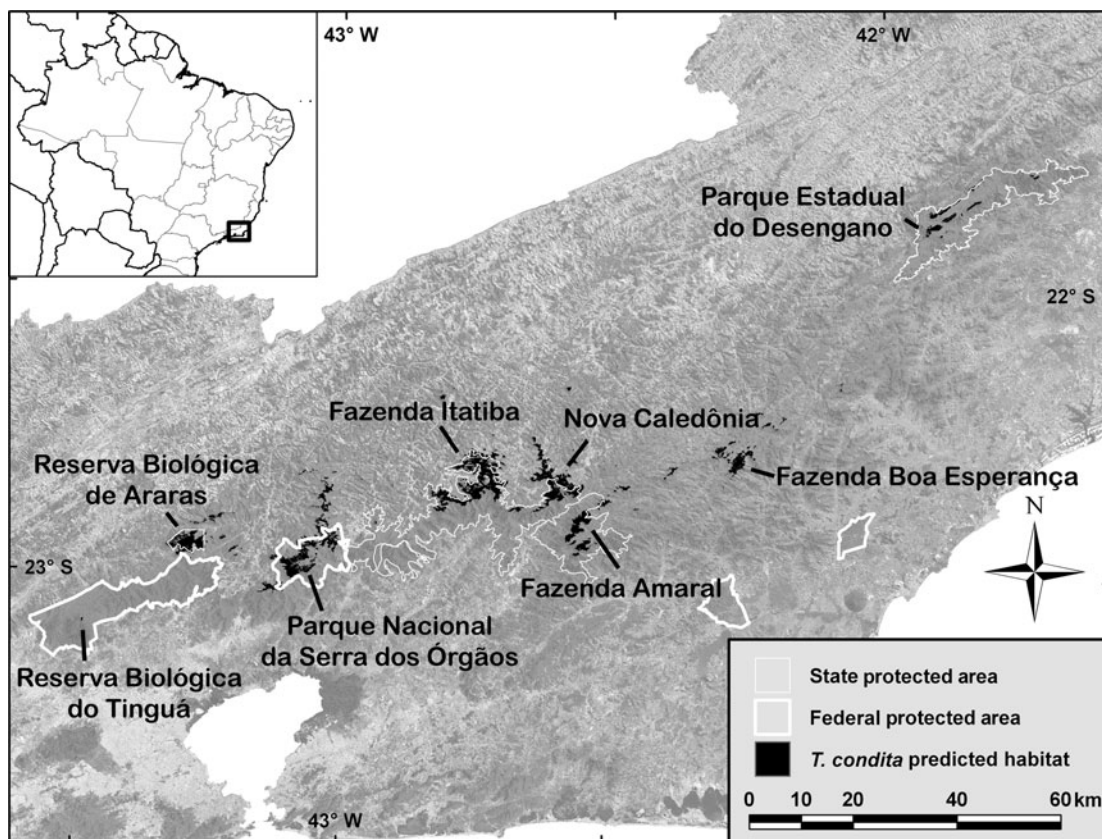 43° W
42° W
Parque Estadual
do Desengano
22° S
Fazenda Itatiba
Nova Caledônia
Reserva Biológica
de Araras
Fazenda Boa Esperança
N
23° S
Fazenda Amaral
Parque Nacional
da Serra dos Órgãos
Reserva Biológica
do Tinguá
State protected area
Federal protected area
T. condita predicted habitat
0 10 20 40 60
km
43° W